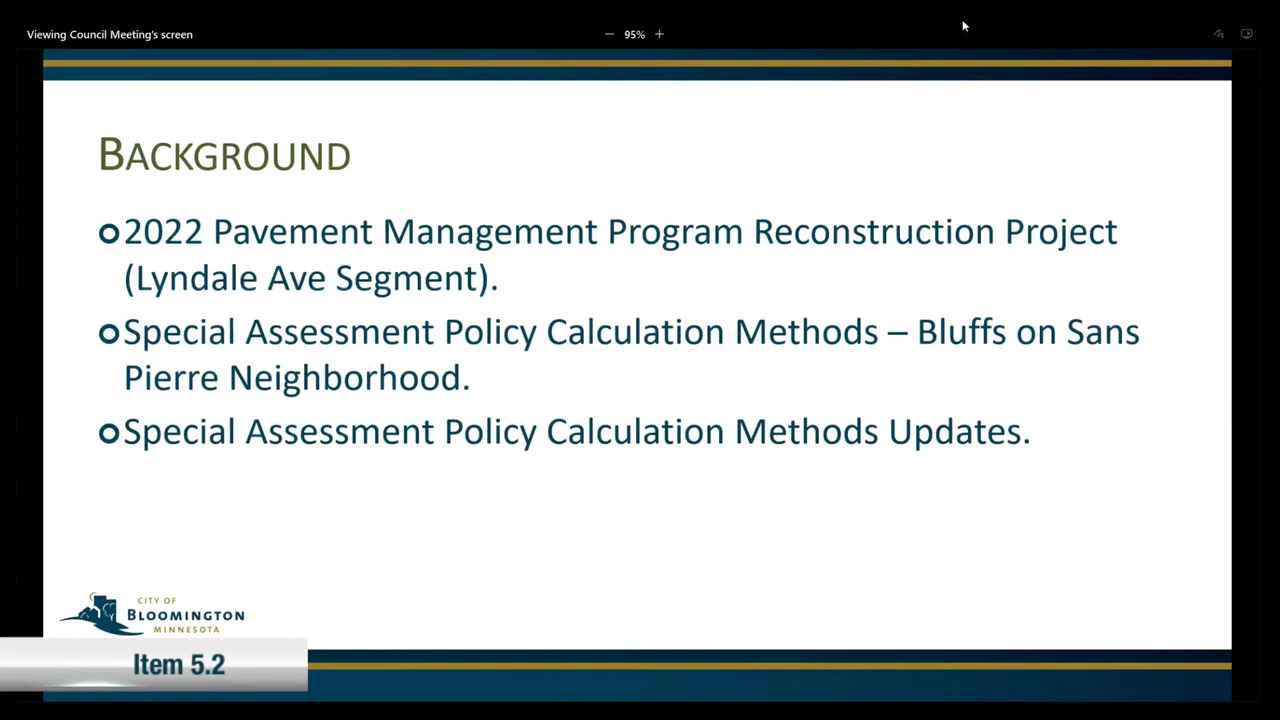 Viewing Council Meeting's screen
95%
BACKGROUND
2022 Pavement Management Program Reconstruction Project
(Lyndale Ave Segment).
Special Assessment Policy Calculation Methods – Bluffs on Sans
Pierre Neighborhood.
Special Assessment Policy Calculation Methods Updates.
CITY OF
BLOOMINGTON
MINNESOTA
Item 5.2